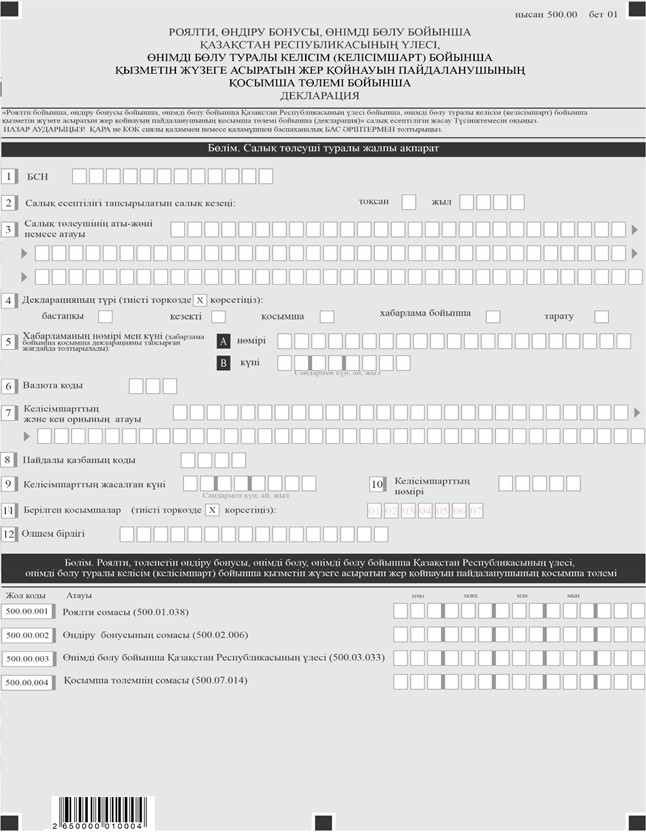 нысан 500.00 бет 01
РОЯЛТИ, ӨНДІРУ БОНУСЫ, ӨНІМДІ БӨЛУ БОЙЫНША
ҚАЗАҚСТАН РЕСПУБЛИКАСЫНЫҢ ҮЛЕСІ,
ӨНІМДІ БӨЛУ ТУРАЛЫ КЕЛІСІМ (КЕЛІСІМШАРТ) БОЙЫНША
ҚЫЗМЕТІН ЖҮЗЕГЕ АСЫРАТЫН ЖЕР ҚОЙНАУЫН ПАЙДАЛАНУШЫНЫҢ
ҚОСЫМША ТӨЛЕМІ БОЙЫНША
ДЕКЛАРАЦИЯ
«Роялти бойынша, өндіру бонусы бойынша, өнімді бөлу бойынша Қазақстан Республикасының үлесі бойынша, өнімді бөлу туралы келісім (келісімшарт) бойынша
қызметін жүзеге асыратын жер қойнауын пайдаланушының қосымша төлемі бойынша (декларация)» салық есептілігін жасау Түсініктемесін оқыңыз.
НАЗАР АУДАРЫҢЫЗ! ҚАРА не КӨК сиялы қаламмен немесе қаламұшпен баспаханалық БАС ӘРІПТЕРМЕН толтырыңыз.
Бөлім. Салық төлеуші туралы жалпы ақпарат
1 БСН
2 Салық есептілігі тапсырылатын салық кезеңі: тоқсан жыл
3 Салық төлеушінің аты-жөні
немесе атауы
4 Декларацияның түрі (тиісті торкөзде X көрсетіңіз):
бастапқы кезекті қосымша хабарлама бойынша тарату
5 Хабарламаның нөмірі мен күні (хабарлама
бойынша қосымша декларацияны тапсырған
жағдайда толтырылады):
A нөмірі
B күні
Сандармен күн, ай, жыл
6 Валюта коды
7 Келісімшарттың
және кен орнының атауы
8 Пайдалы қазбаның коды
9 Келісімшарттың жасалған күні
Сандармен күн, ай, жыл
10 Келісімшарттың
нөмірі
11 Берілген қосымшалар (тиісті торкөзде X көрсетіңіз): 01 02 03 04 05 06 07
12 Өлшем бірлігі
Бөлім. Роялти, төленетін өндіру бонусы, өнімді бөлу, өнімді бөлу бойынша Қазақстан Республикасының үлесі,
өнімді бөлу туралы келісім (келісімшарт) бойынша қызметін жүзеге асыратын жер қойнауын пайдаланушының қосымша төлемі
Жол коды Атауы трлн млрд млн мың
500.00.001 Роялти сомасы (500.01.038)
500.00.002 Өндіру бонусының сомасы (500.02.006)
500.00.003 Өнімді бөлу бойынша Қазақстан Республикасының үлесі (500.03.033)
500.00.004 Қосымша төлемнің сомасы (500.07.014)
2 650000 010004